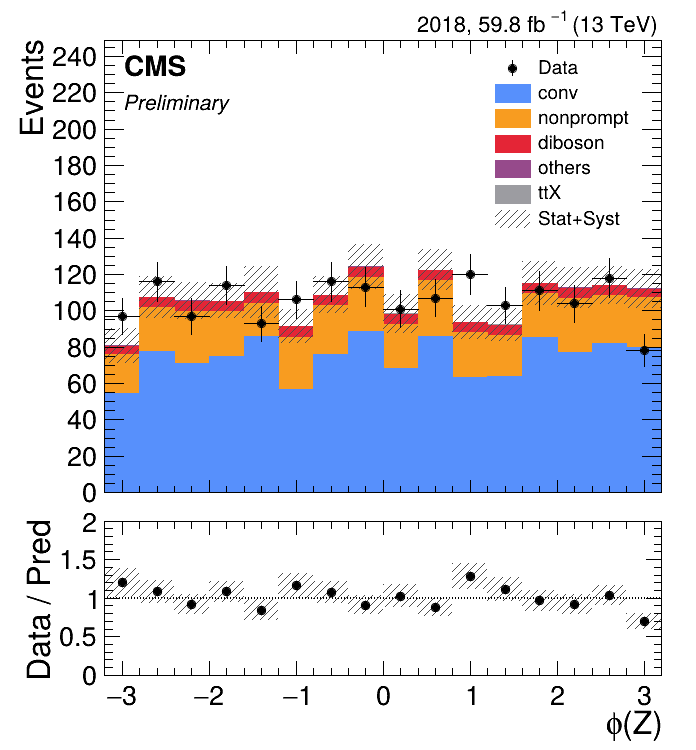 2018, 59.8 fb⁻¹ (13 TeV)
CMS
Preliminary
Events
240
220
200
180
160
140
120
100
80
60
40
20
0
Data
conv
nonprompt
diboson
others
ttX
Stat+Syst
Data / Pred
2
1.5
1
0.5
0
−3 −2 −1 0 1 2 3
ϕ(Z)